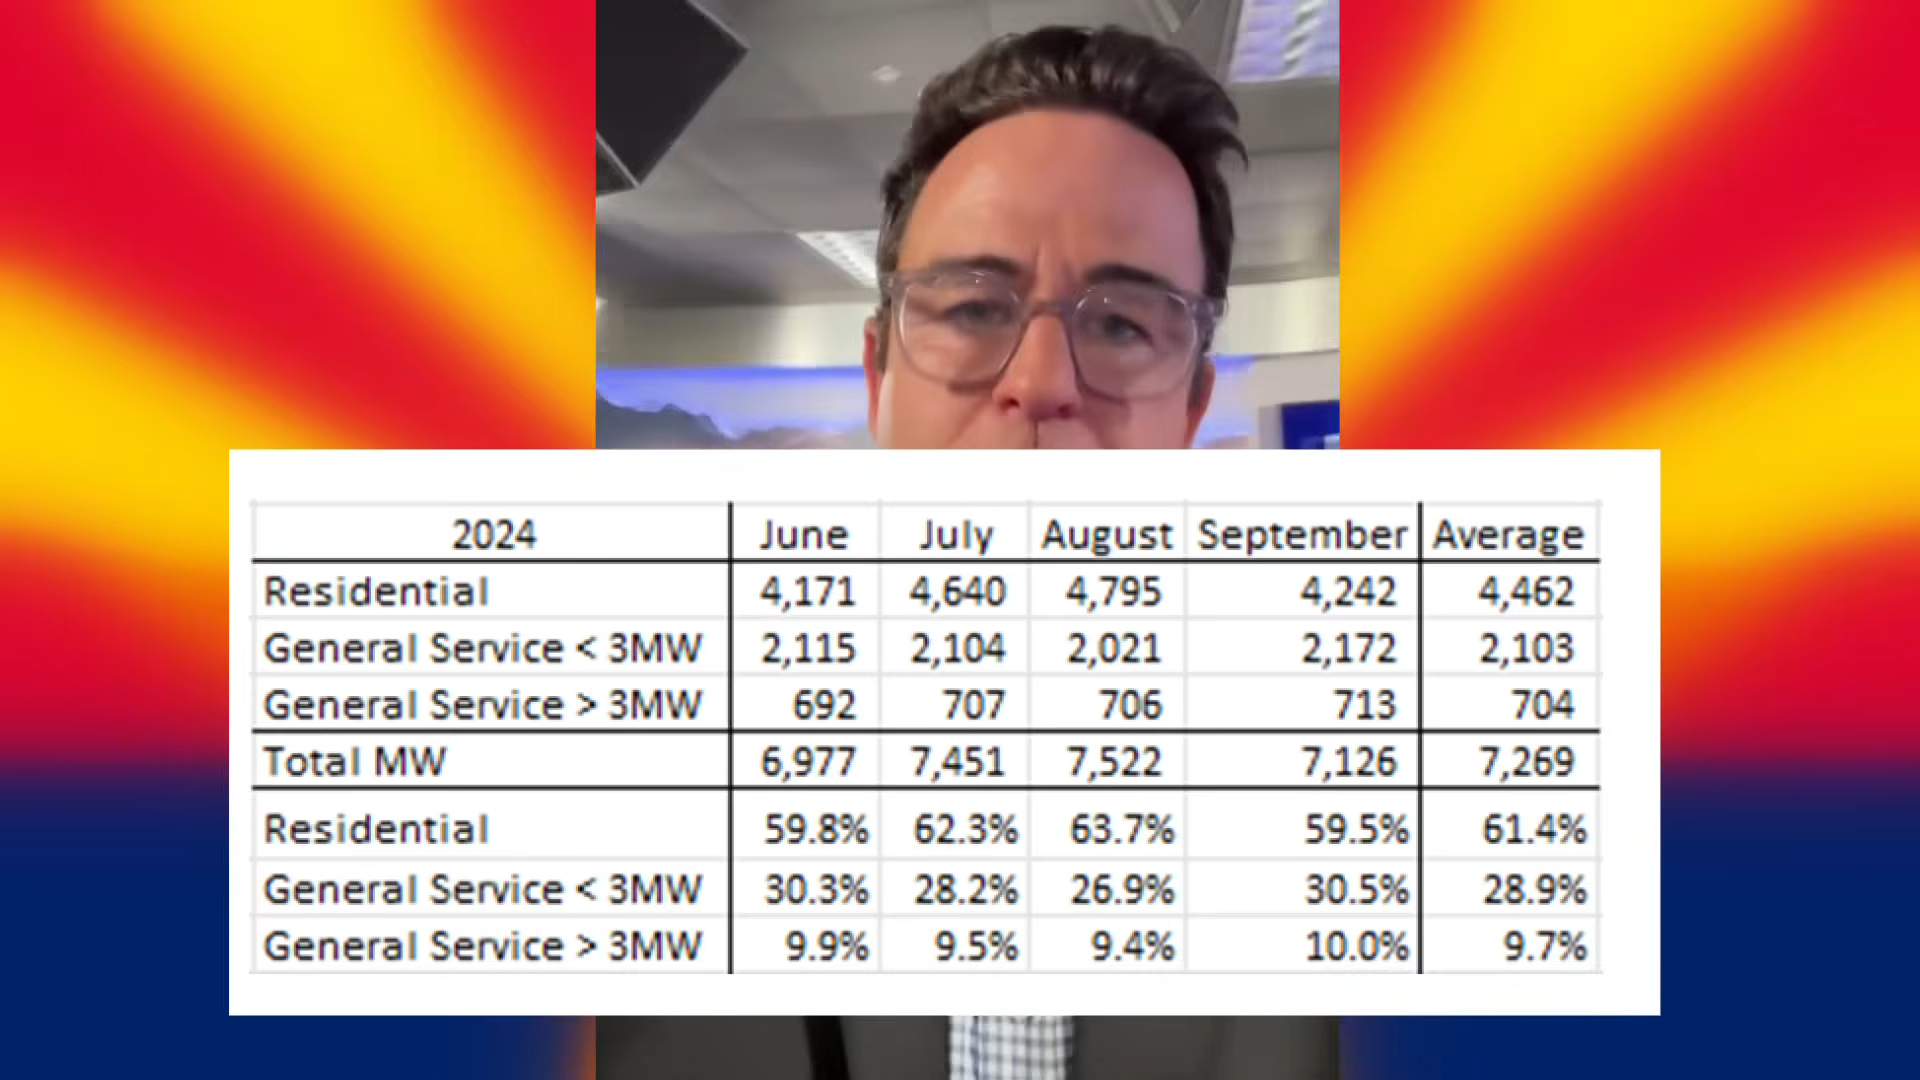 2024 June July August September Average
Residential 4,171 4,640 4,795 4,242 4,462
General Service < 3MW 2,115 2,104 2,021 2,172 2,103
General Service > 3MW 692 707 706 713 704
Total MW 6,977 7,451 7,522 7,126 7,269
Residential 59.8% 62.3% 63.7% 59.5% 61.4%
General Service < 3MW 30.3% 28.2% 26.9% 30.5% 28.9%
General Service > 3MW 9.9% 9.5% 9.4% 10.0% 9.7%